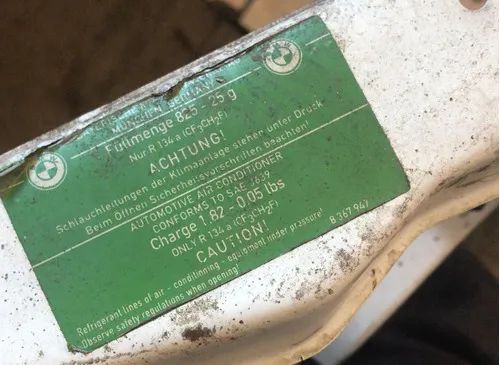 MÜNCHEN, GERMANY
Füllmenge 825 - 25 g
Nur R 134 a (CF3CH2F)
ACHTUNG!
Schlauchleitungen der Klimaanlage stehen unter Druck
Beim Öffnen Sicherheitsvorschriften beachten!
AUTOMOTIVE AIR CONDITIONER
CONFORMS TO SAE J639
Charge 1.82 - 0.05 lbs
ONLY R 134 a (CF3CH2F)
CAUTION!
Refrigerant lines of air - conditinning - equipment under pressure!
Observe safety regulations when opening!
8 367 947